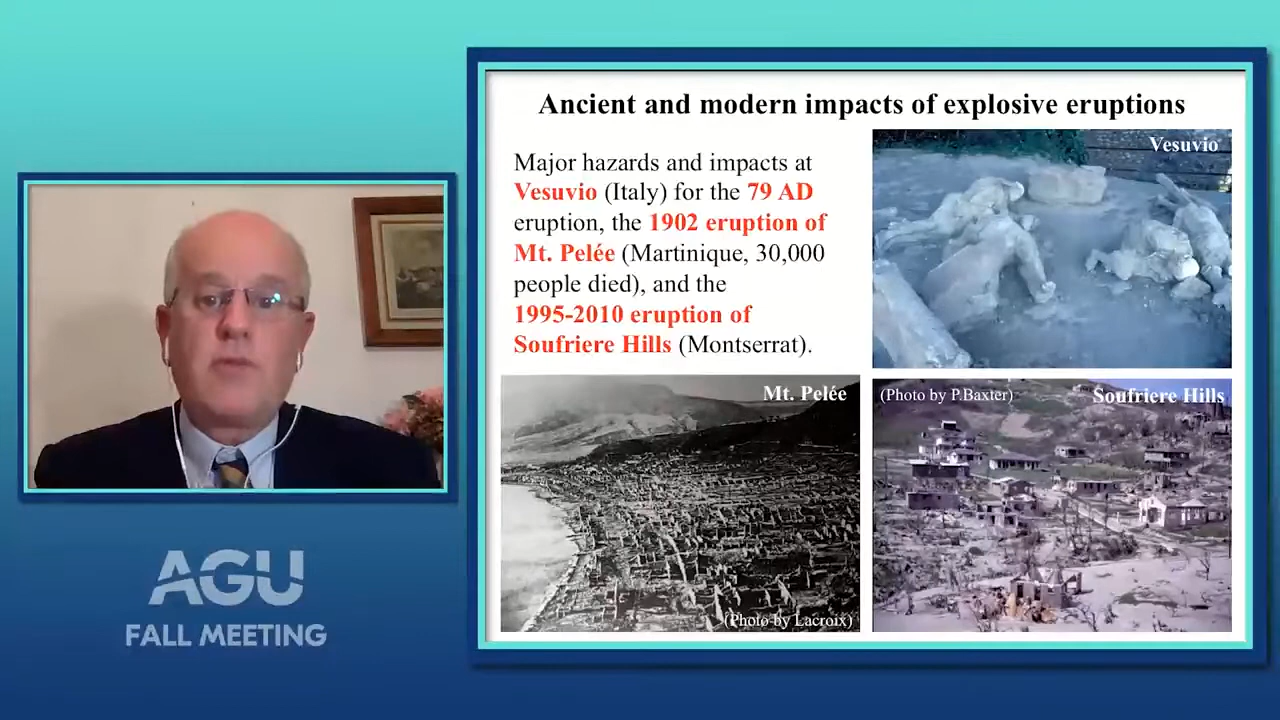 Ancient and modern impacts of explosive eruptions
Major hazards and impacts at
Vesuvio (Italy) for the 79 AD
eruption, the 1902 eruption of
Mt. Pelée (Martinique, 30,000
people died), and the
1995-2010 eruption of
Soufriere Hills (Montserrat).
Vesuvio
Mt. Pelée
(Photo by Lacroix)
(Photo by P.Baxter)
Soufriere Hills
AGU
FALL MEETING